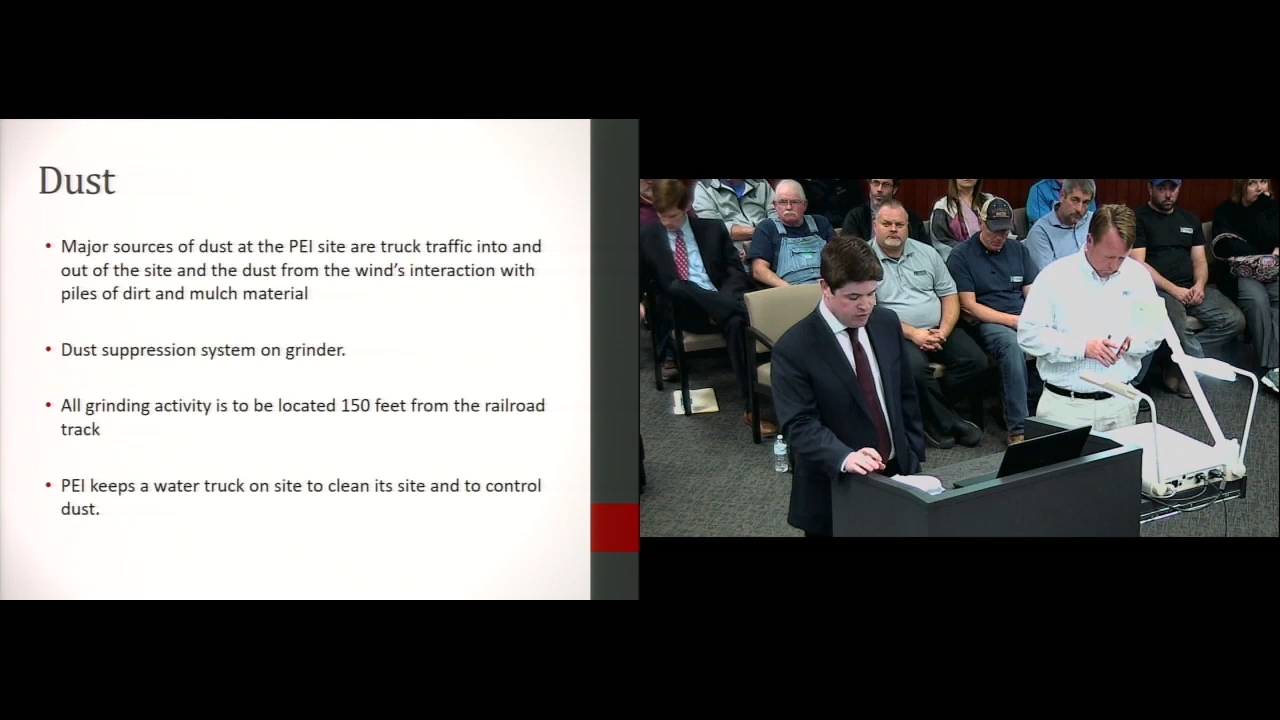 Dust
• Major sources of dust at the PEI site are truck traffic into and
out of the site and the dust from the wind’s interaction with
piles of dirt and mulch material
• Dust suppression system on grinder.
• All grinding activity is to be located 150 feet from the railroad
track
• PEI keeps a water truck on site to clean its site and to control
dust.